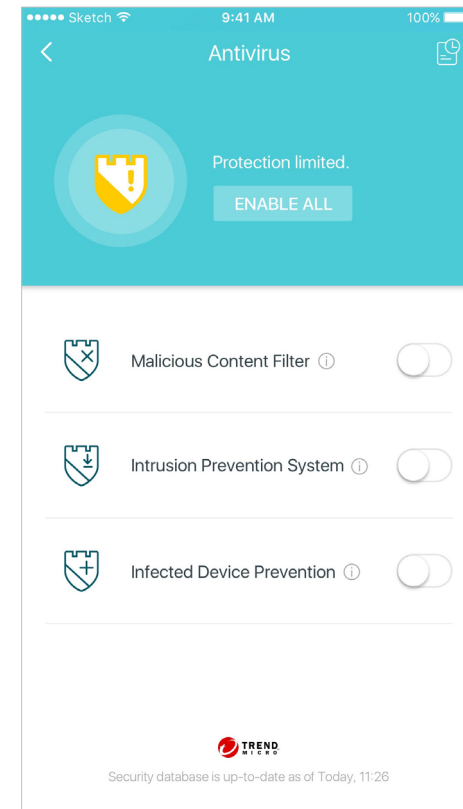 Sketch 9:41 AM 100%
Antivirus
Protection limited.
ENABLE ALL
Malicious Content Filter
Intrusion Prevention System
Infected Device Prevention
TREND
MICRO
Security database is up-to-date as of Today, 11:26